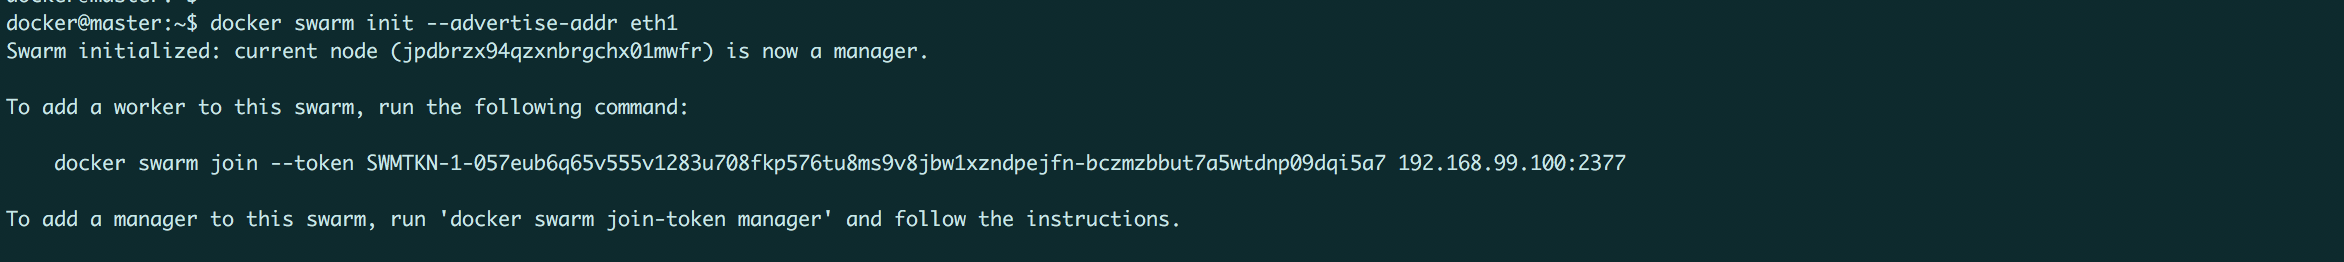 docker@master:~$
docker@master:~$ docker swarm init --advertise-addr eth1
Swarm initialized: current node (jpdbrzx94qzxnbrgchx01mwfr) is now a manager.
To add a worker to this swarm, run the following command:
docker swarm join --token SWMTKN-1-057eub6q65v555v1283u708fkp576tu8ms9v8jbw1xzndpejfn-bczmzbbut7a5wtdnp09dqi5a7 192.168.99.100:2377
To add a manager to this swarm, run 'docker swarm join-token manager' and follow the instructions.